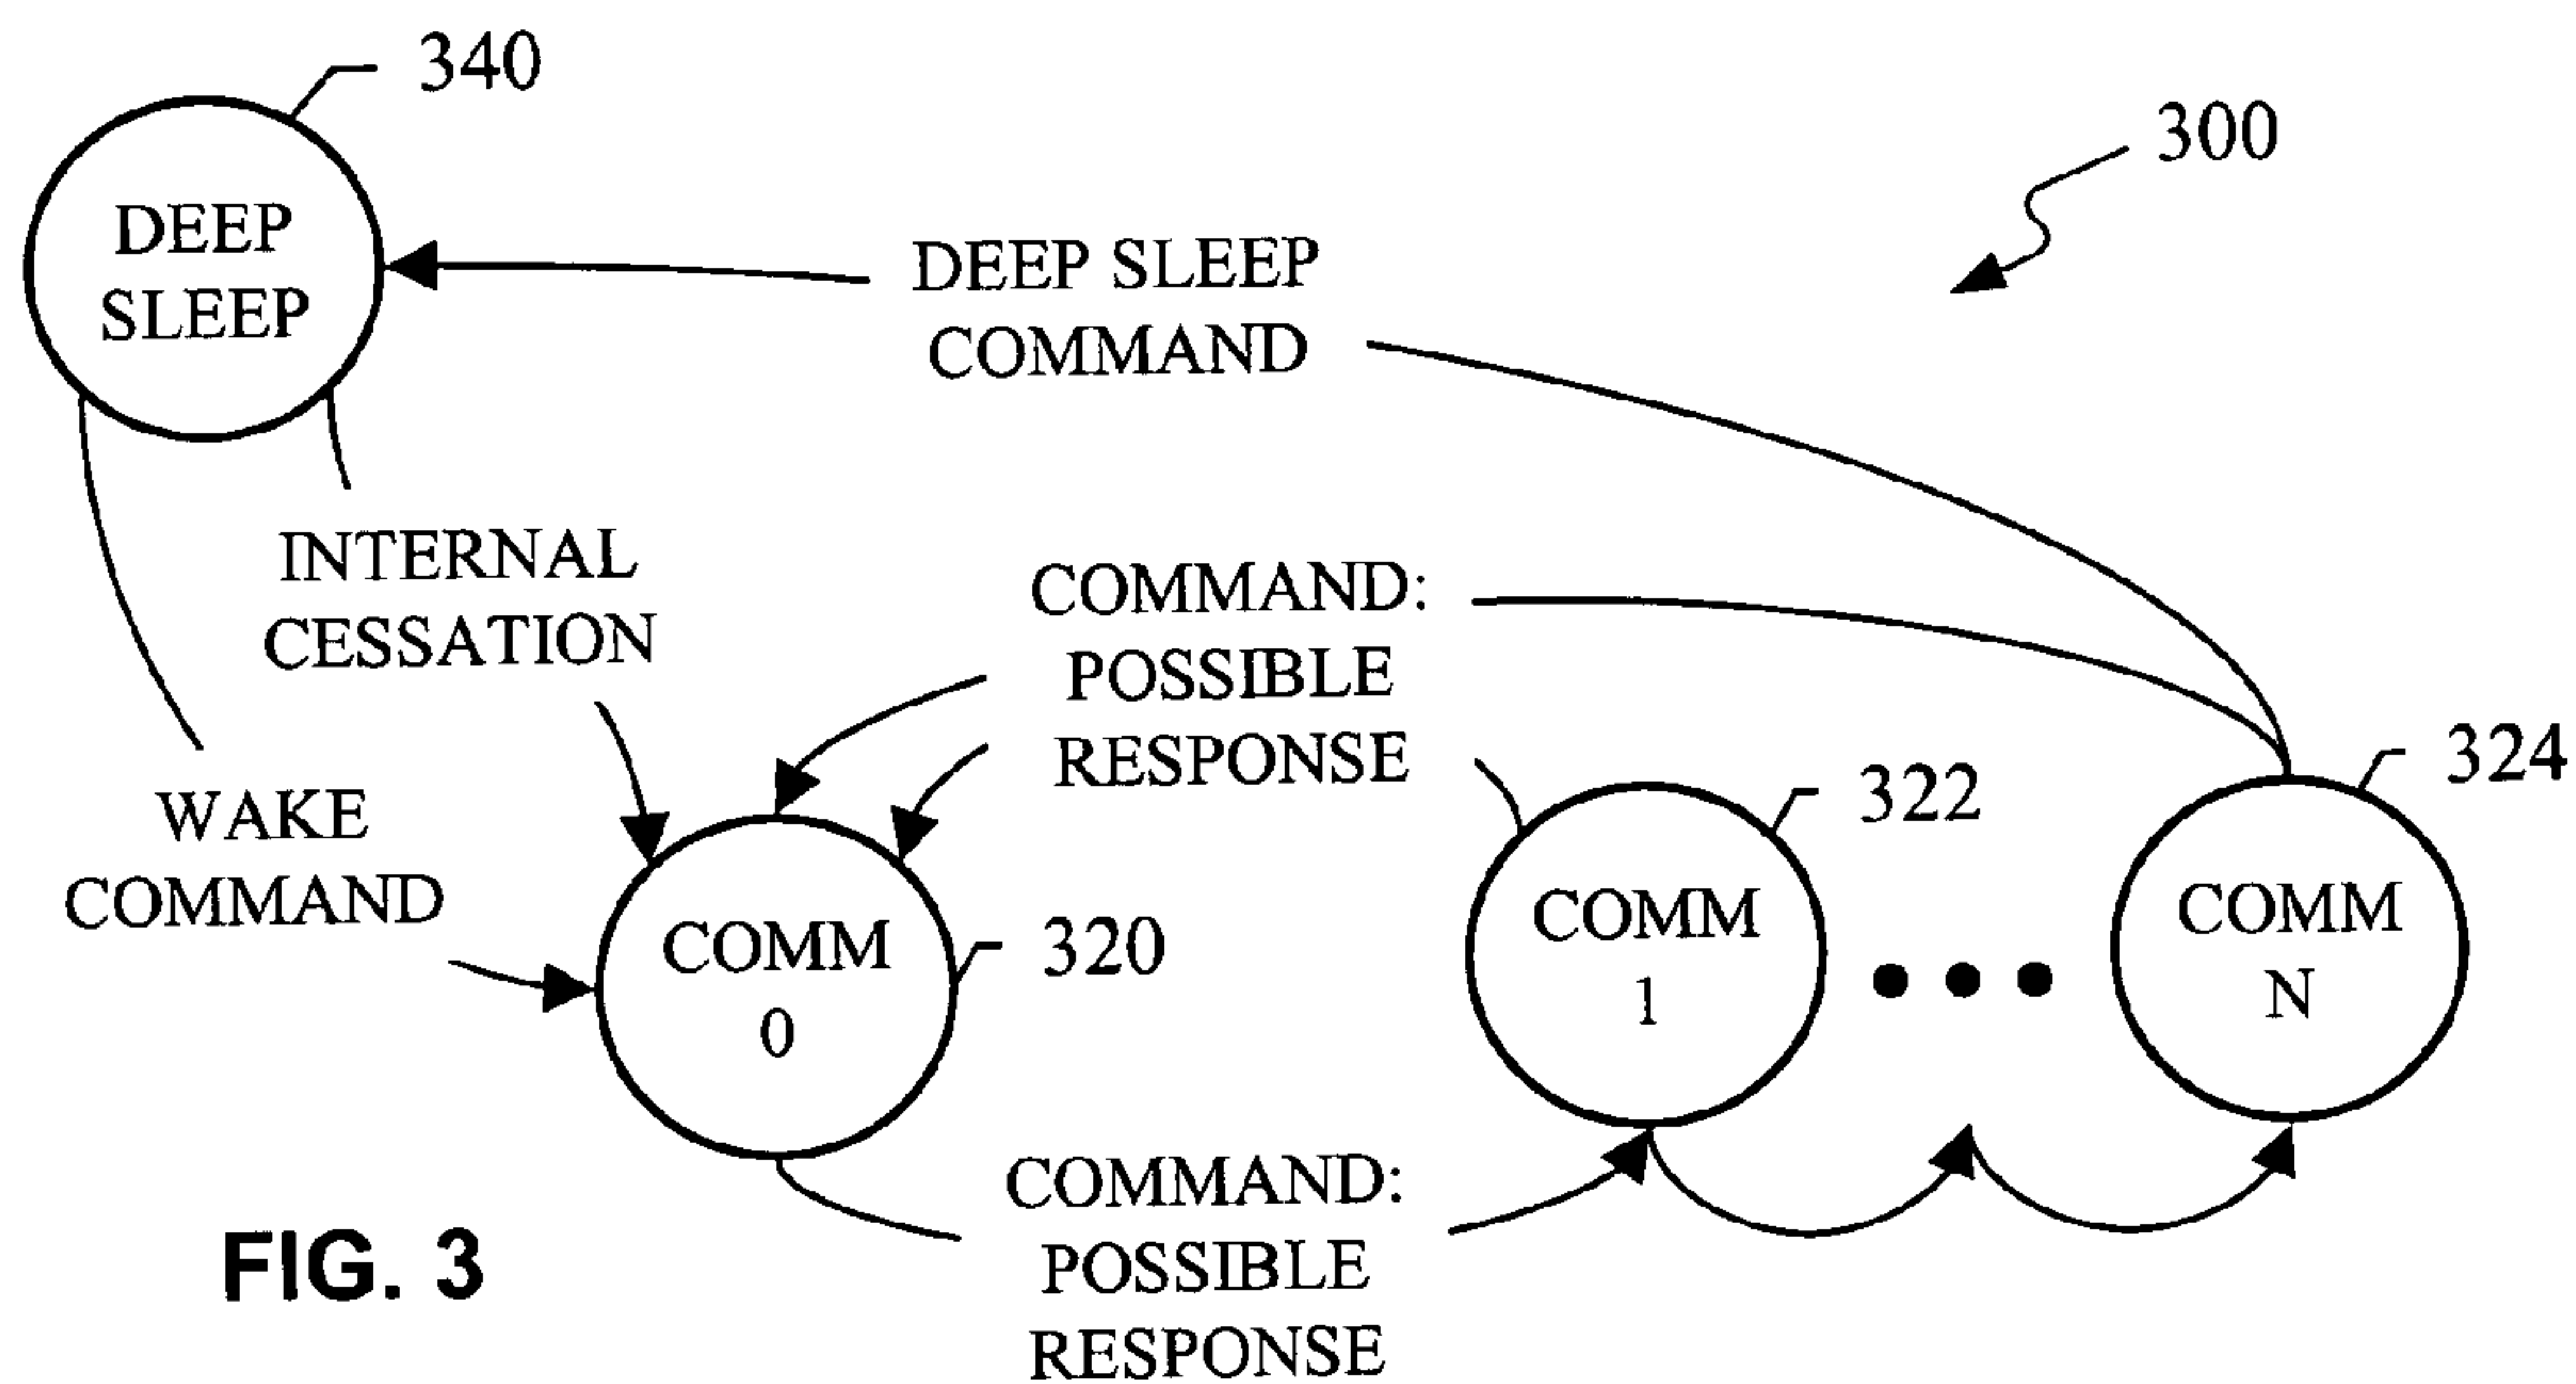 340
300
DEEP
SLEEP
DEEP SLEEP
COMMAND
INTERNAL
CESSATION
COMMAND:
POSSIBLE
RESPONSE
WAKE
COMMAND
324
322
320
COMM
0
COMM
1
COMM
N
COMMAND:
POSSIBLE
RESPONSE
FIG. 3